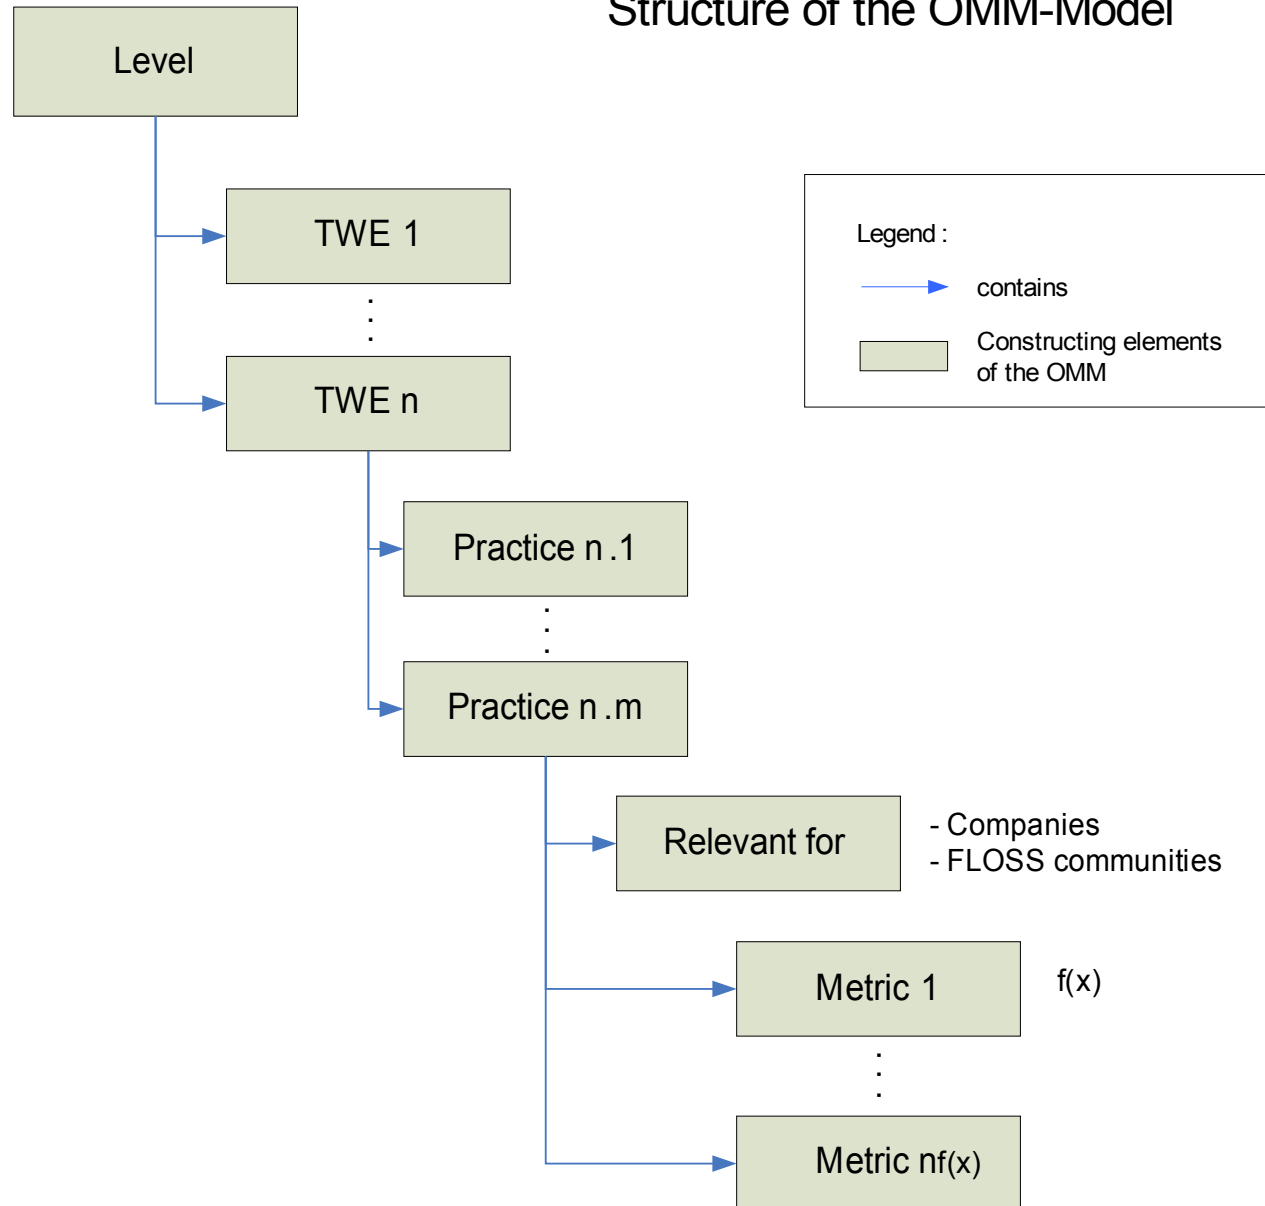 Structure of the OMM-Model
Level
TWE 1
.
.
.
TWE n
Legend :
contains
Constructing elements
of the OMM
Practice n .1
.
.
.
Practice n .m
Relevant for
- Companies
- FLOSS communities
Metric 1
f(x)
.
.
.
Metric nf(x)